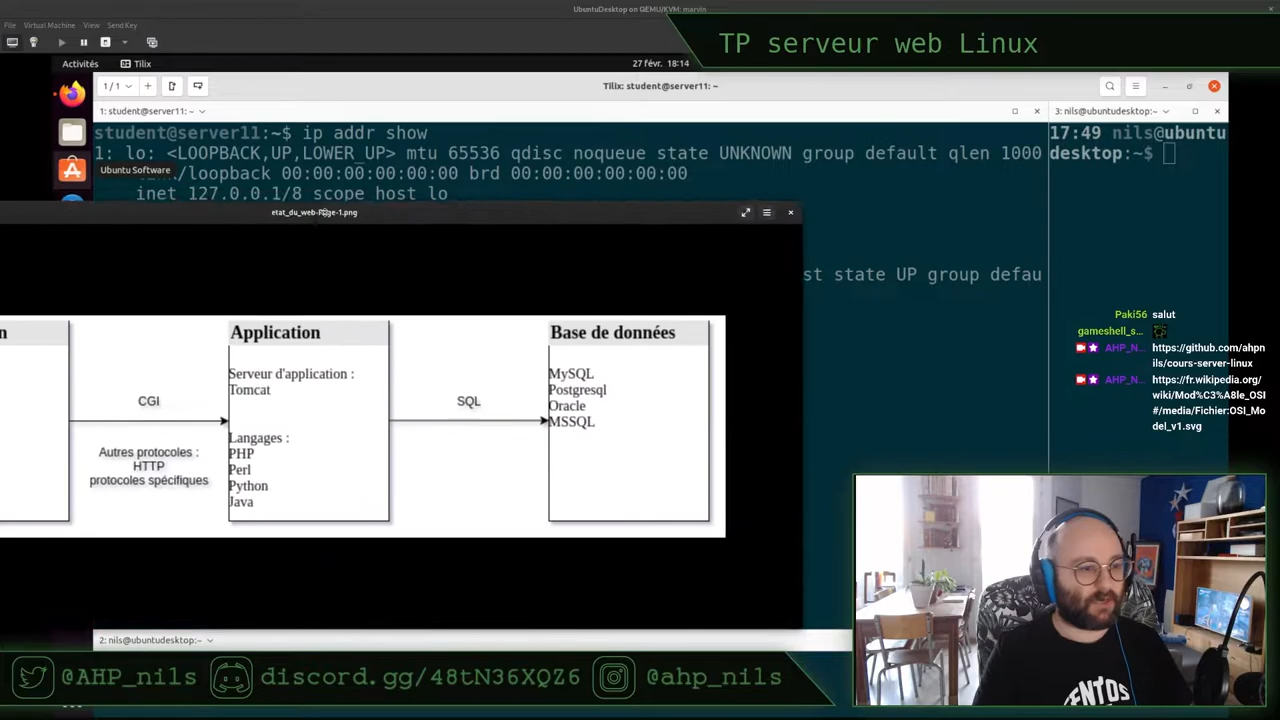 UbuntuDesktop on QEMU/KVM: marvin
File Virtual Machine View Send Key
TP serveur web Linux
Activités Tilix 27 févr. 18:14
1 / 1 Tilix: student@server11: ~
1: student@server11: ~
3: nils@ubuntudesktop:~
student@server11:~$ ip addr show
1: lo: <LOOPBACK,UP,LOWER_UP> mtu 65536 qdisc noqueue state UNKNOWN group default qlen 1000
link/loopback 00:00:00:00:00:00 brd 00:00:00:00:00:00
inet 127.0.0.1/8 scope host lo
17:49 nils@ubuntu
desktop:~$
Ubuntu Software
etat_du_web-Page-1.png
st state UP group defau
n
CGI
Autres protocoles :
HTTP
protocoles spécifiques
Application
Serveur d'application :
Tomcat
Langages :
PHP
Perl
Python
Java
SQL
Base de données
MySQL
Postgresql
Oracle
MSSQL
Paki56 salut
gameshell_s...
AHP_N... https://github.com/ahpn
ils/cours-server-linux
AHP_N... https://fr.wikipedia.org/
wiki/Mod%C3%A8le_OSI
#/media/Fichier:OSI_Mo
del_v1.svg
2: nils@ubuntudesktop:~
@AHP_nils discord.gg/48tN36XQZ6 @ahp_nils